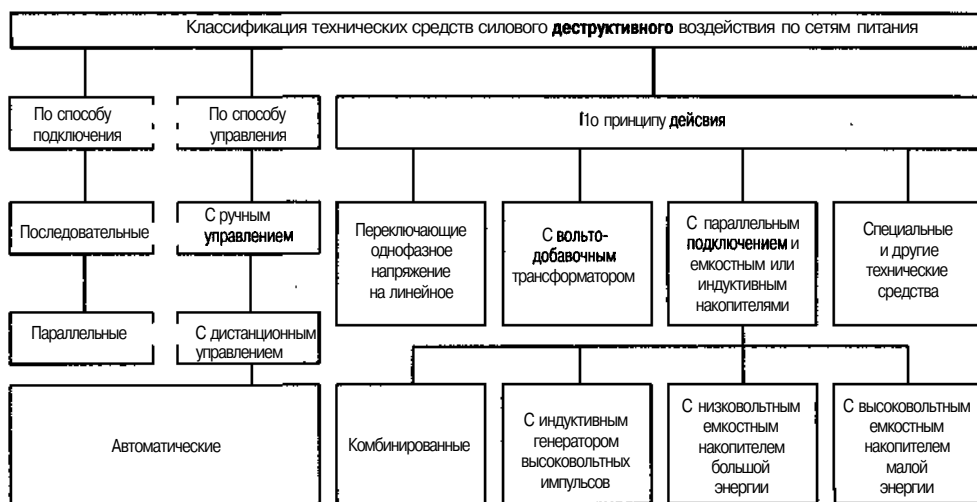 Классификация технических средств силового деструктивного воздействия по сетям питания
По способу
подключения
По способу
управления
По принципу дейсвия
Последовательные
С ручным
управлением
Переключающие
однофазное
напряжение
на линейное
С вольто-
добавочным
трансформатором
С параллельным
подключением и
емкостным или
индуктивным
накопителями
Специальные
и другие
технические
средства
Параллельные
С дистанционным
управлением
Автоматические
Комбинированные
С индуктивным
генератором
высоковольтных
импульсов
С низковольтным
емкостным
накопителем
большой
энергии
С высоковольтным
емкостным
накопителем
малой
энергии